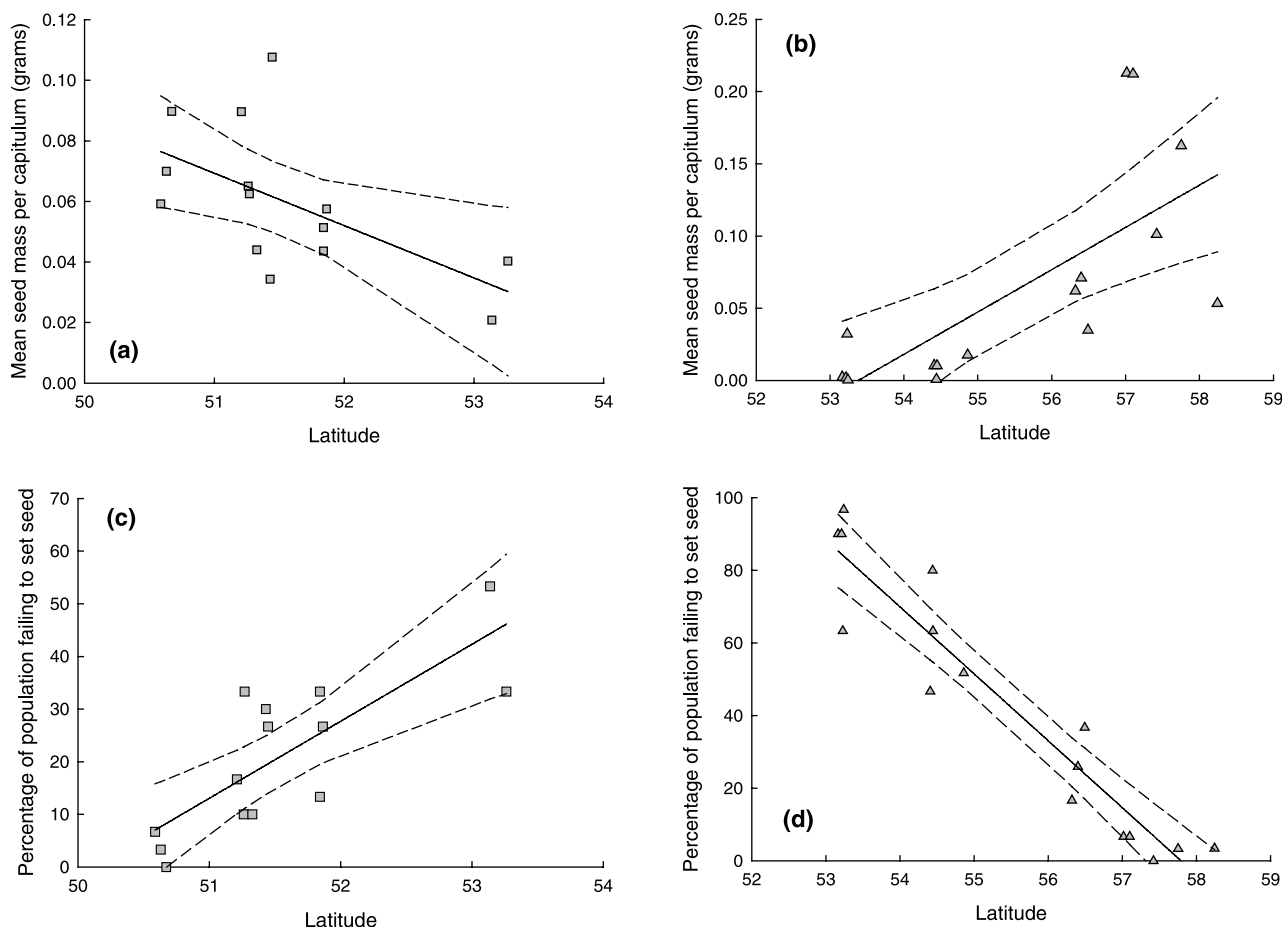 Mean seed mass per capitulum (grams)
0.12
0.10
0.08
0.06
0.04
0.02
0.00
(a)
50 51 52 53 54
Latitude
Mean seed mass per capitulum (grams)
0.25
0.20
0.15
0.10
0.05
0.00
(b)
52 53 54 55 56 57 58 59
Latitude
Percentage of population failing to set seed
70
60
50
40
30
20
10
0
(c)
50 51 52 53 54
Latitude
Percentage of population failing to set seed
100
80
60
40
20
0
(d)
52 53 54 55 56 57 58 59
Latitude